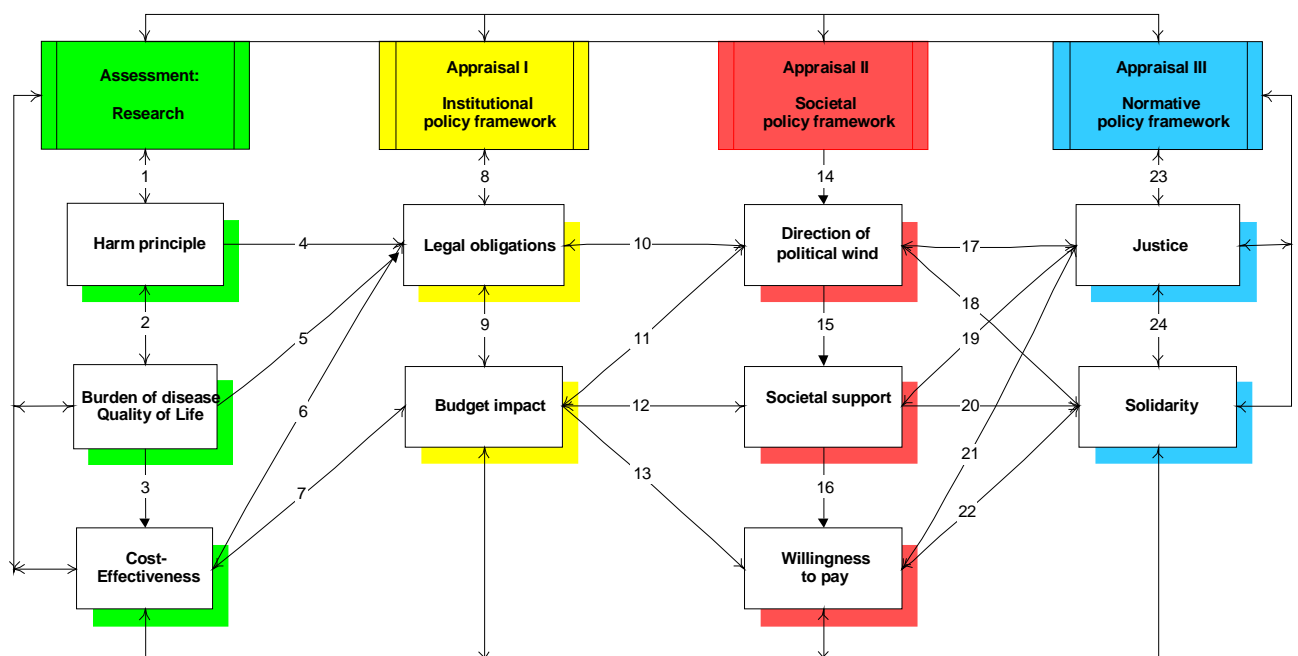 Assessment:
Research
Appraisal I
Institutional
policy framework
Appraisal II
Societal
policy framework
Appraisal III
Normative
policy framework
1
8
14
23
Harm principle
4
Legal obligations
10
Direction of
political wind
17
Justice
2
5
9
11
15
18
19
24
Burden of disease
Quality of Life
6
Budget impact
12
Societal support
20
Solidarity
3
7
13
16
21
22
Cost-
Effectiveness
Willingness
to pay